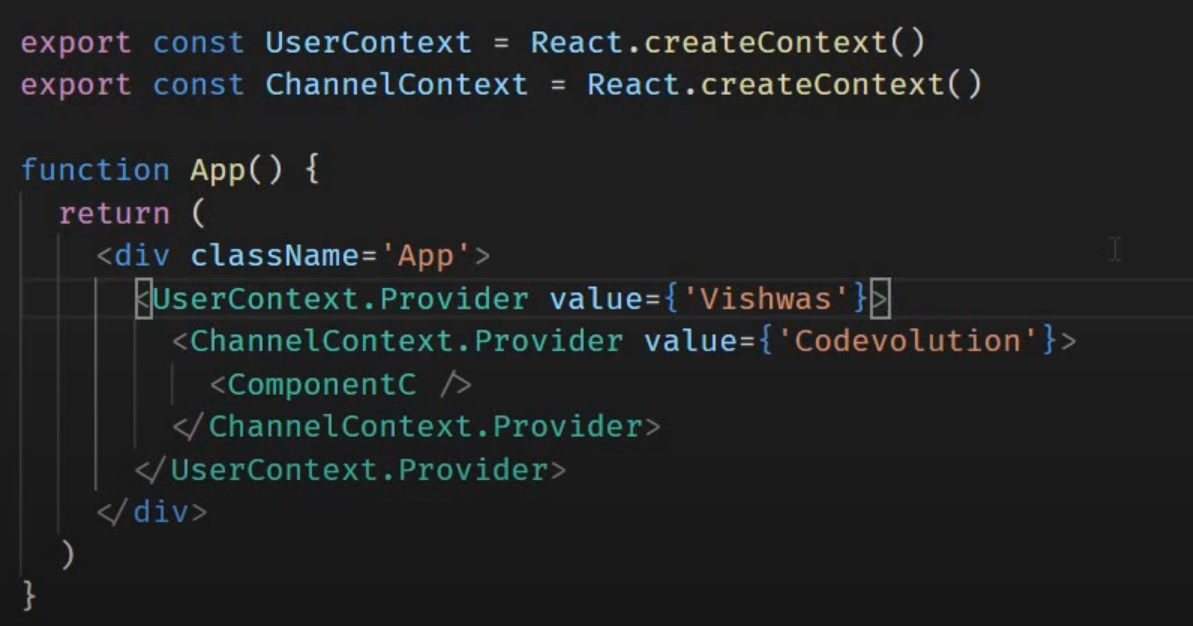 export const UserContext = React.createContext()
export const ChannelContext = React.createContext()
function App() {
return (
<div className='App'>
<UserContext.Provider value={'Vishwas'}>
<ChannelContext.Provider value={'Codevolution'}>
<ComponentC />
</ChannelContext.Provider>
</UserContext.Provider>
</div>
)
}